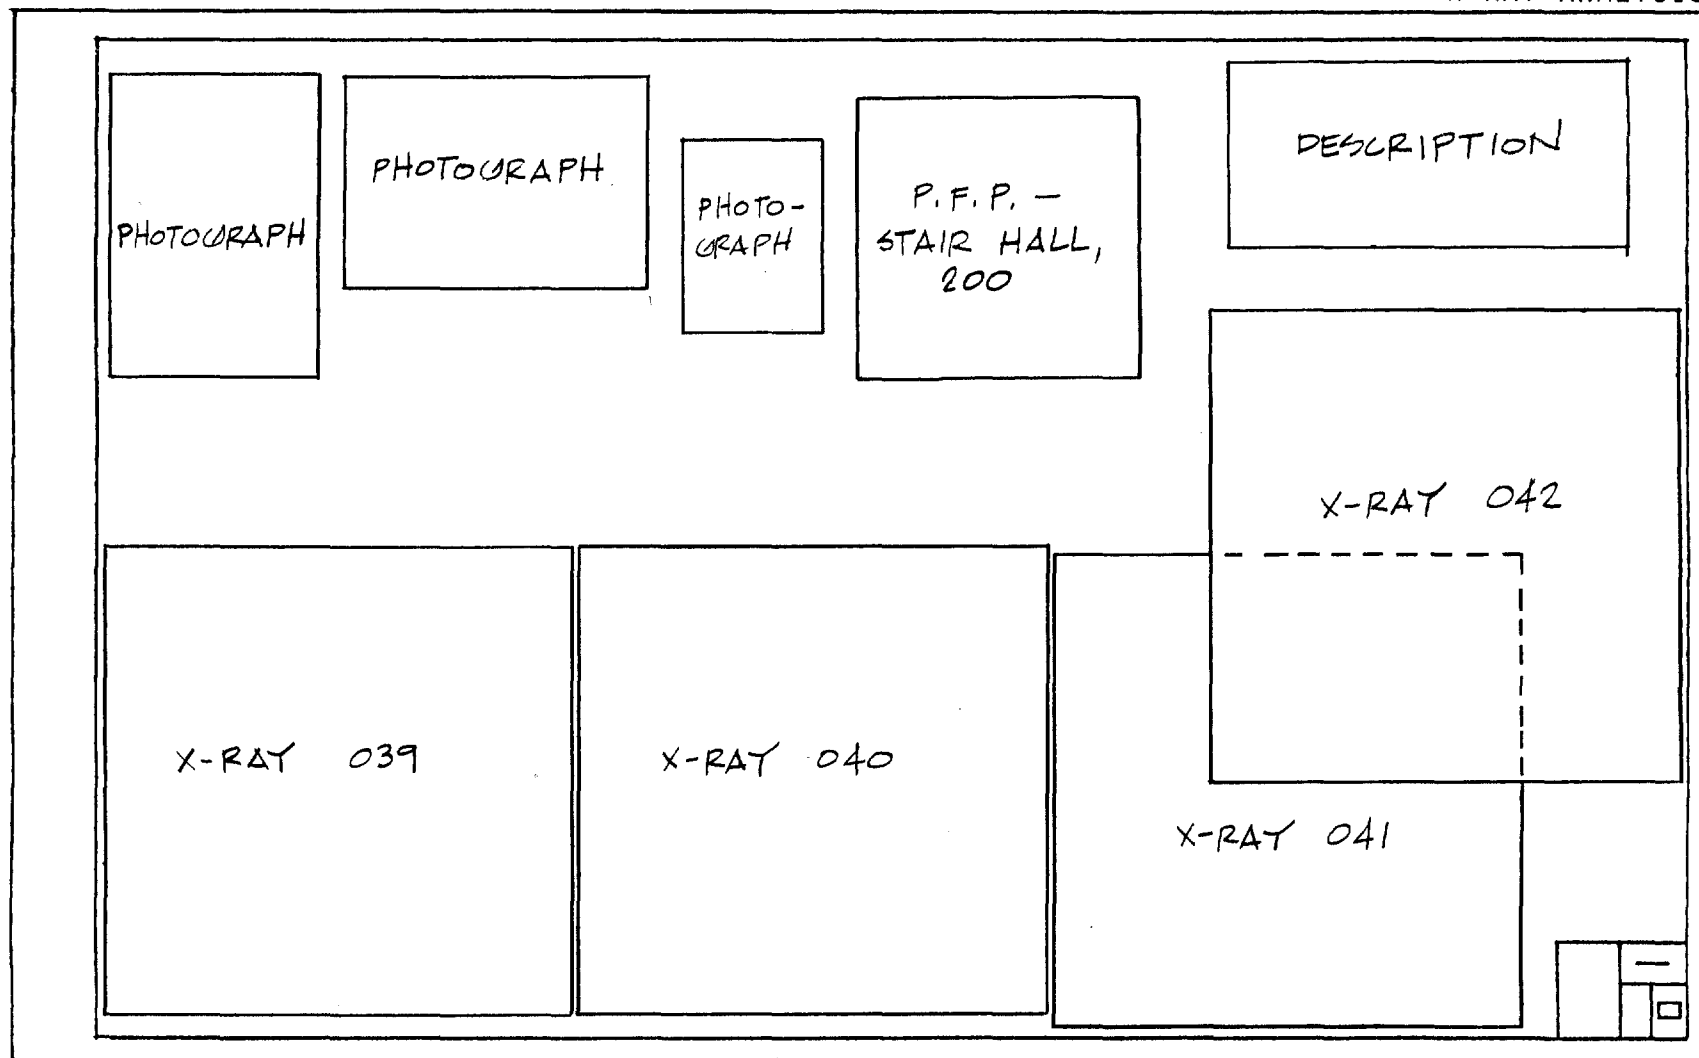 PHOTOGRAPH
PHOTOGRAPH
PHOTO-
GRAPH
P.F.P. —
STAIR HALL,
200
DESCRIPTION
X-RAY 042
X-RAY 039
X-RAY 040
X-RAY 041